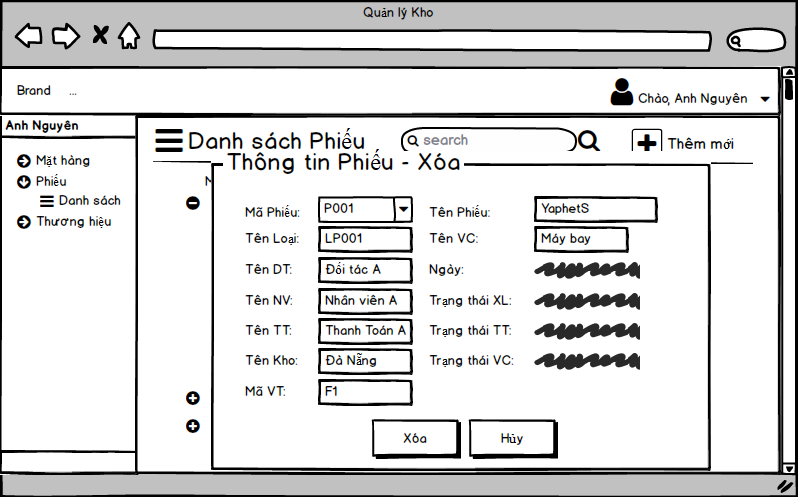 Quản lý Kho
Brand ...
Chào, Anh Nguyên
Anh Nguyên
Mặt hàng
Phiếu
Danh sách
Thương hiệu
Danh sách Phiếu
search
Thêm mới
Thông tin Phiếu - Xóa
Mã Phiếu: P001 Tên Phiếu: YaphetS
Tên Loại: LP001 Tên VC: Máy bay
Tên DT: Đối tác A Ngày:
Tên NV: Nhân viên A Trạng thái XL:
Tên TT: Thanh Toán A Trạng thái TT:
Tên Kho: Đà Nẵng Trạng thái VC:
Mã VT: F1
Xóa Hủy